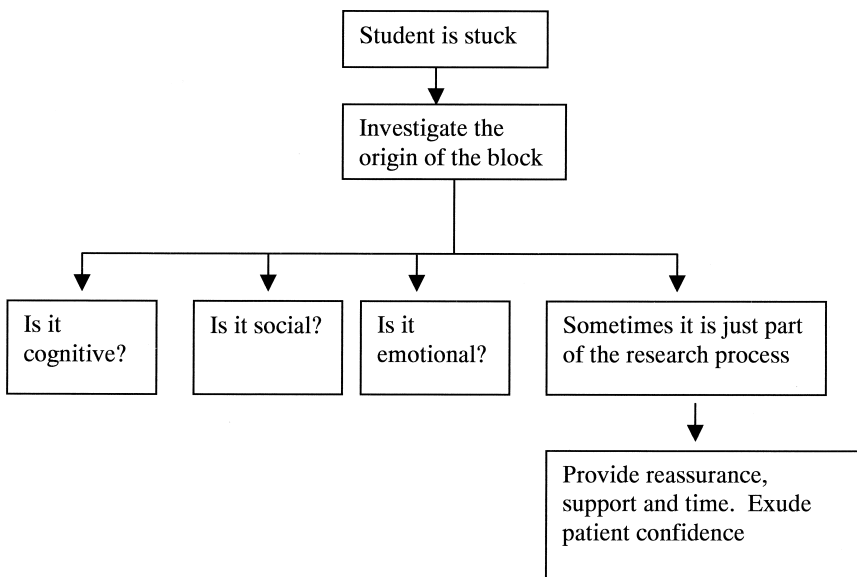 Student is stuck
Investigate the
origin of the block
Is it
cognitive?
Is it social?
Is it
emotional?
Sometimes it is just part
of the research process
Provide reassurance,
support and time.  Exude
patient confidence